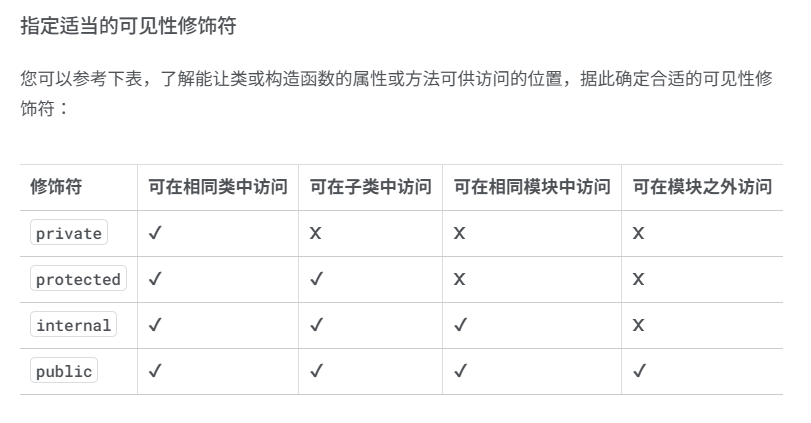 指定适当的可见性修饰符
您可以参考下表，了解能让类或构造函数的属性或方法可供访问的位置，据此确定合适的可见性修
饰符：
修饰符 可在相同类中访问 可在子类中访问 可在相同模块中访问 可在模块之外访问
private ✓ X X X
protected ✓ ✓ X X
internal ✓ ✓ ✓ X
public ✓ ✓ ✓ ✓